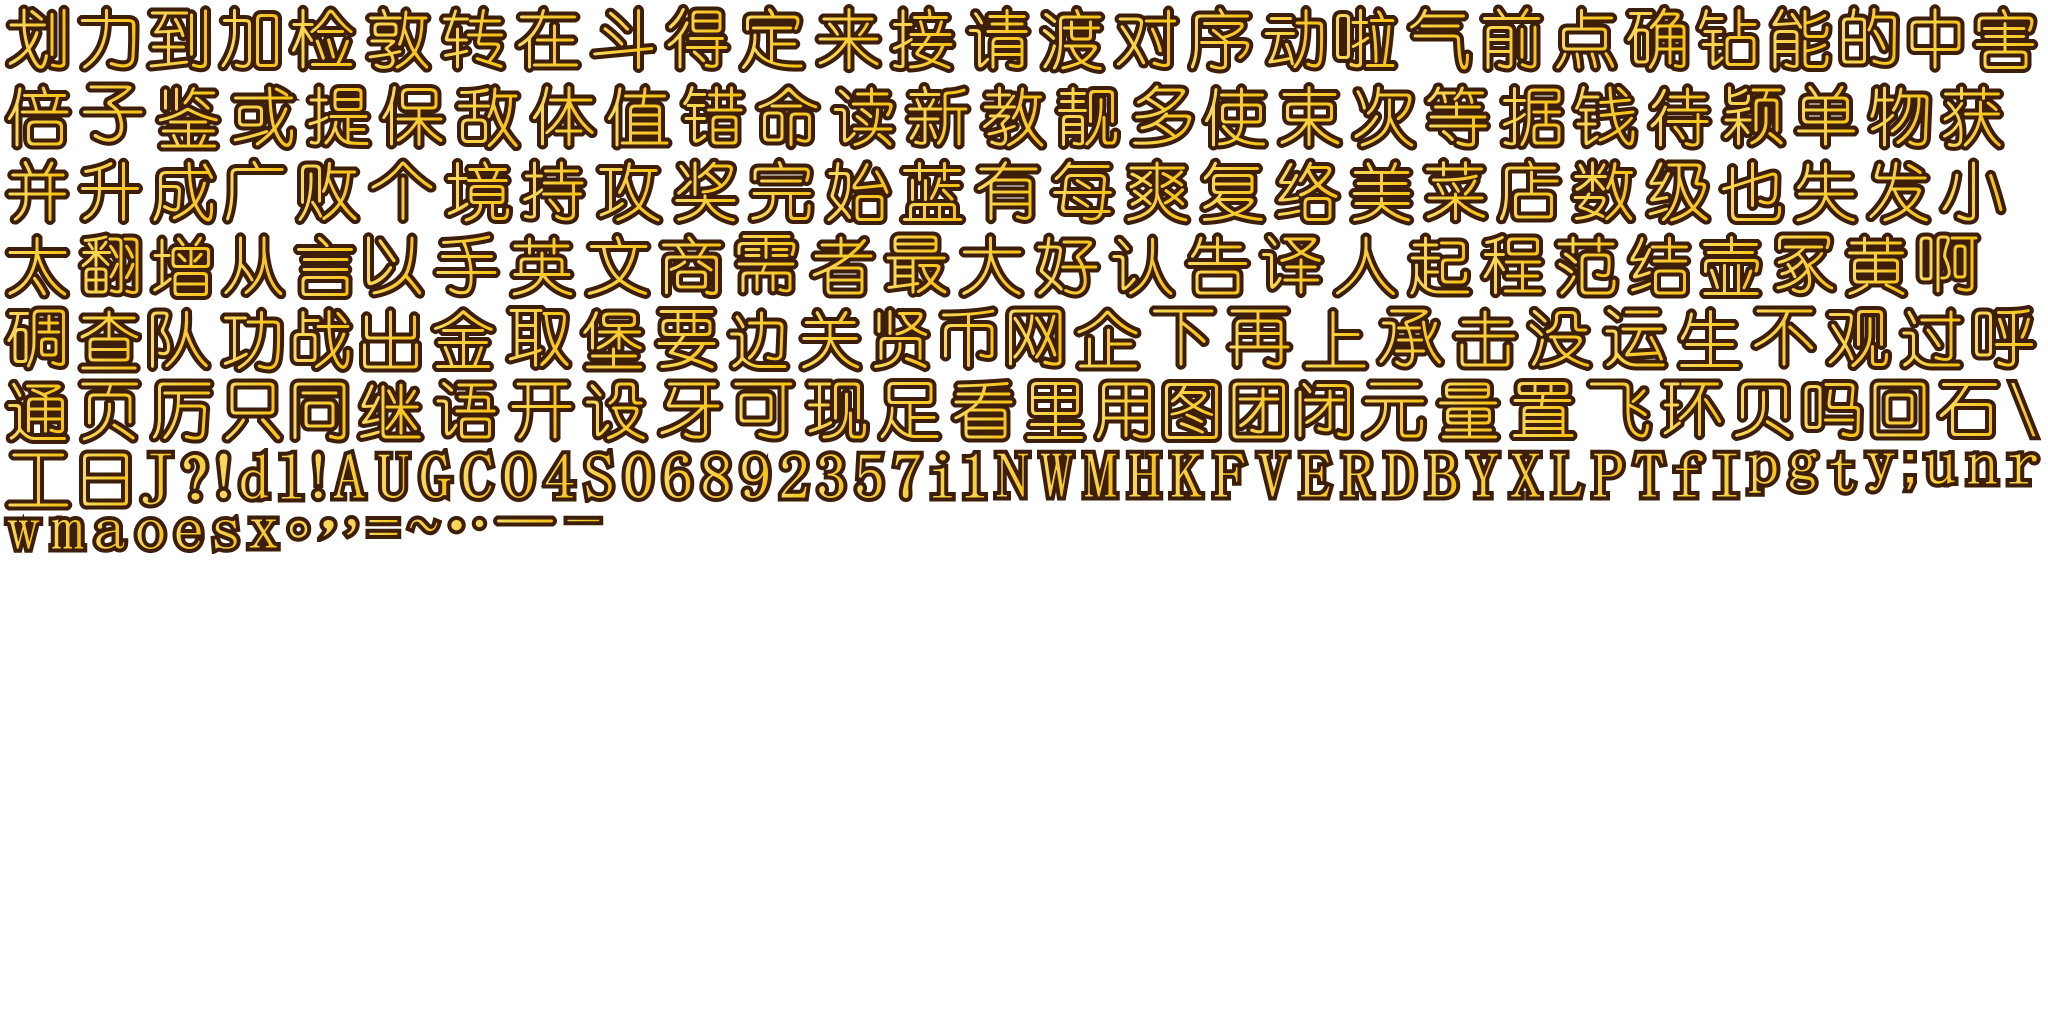 划力到加检敦转在斗得定来接请渡对序动啦气前点确钻能的中害
倍子鉴或提保敌体值错命读新教靓多使束次等据钱待颖单物获
并升成广败个境持攻奖完始蓝有每爽复络美菜店数级也失发小
太翻增从言以手英文商需者最大好认告译人起程范结壶冢黄啊
碉查队功战出金取堡要边关贤币网企下再上承击没运生不观过呼
通页厉只同继语开设牙可现足看里用图团闭元量置飞环贝吗回石\
工曰J?!dl!AUGCO4S06892357i1NWMHKFVERDBYXLPTfIpgty;unr
wmaoesx。,’=~··一-